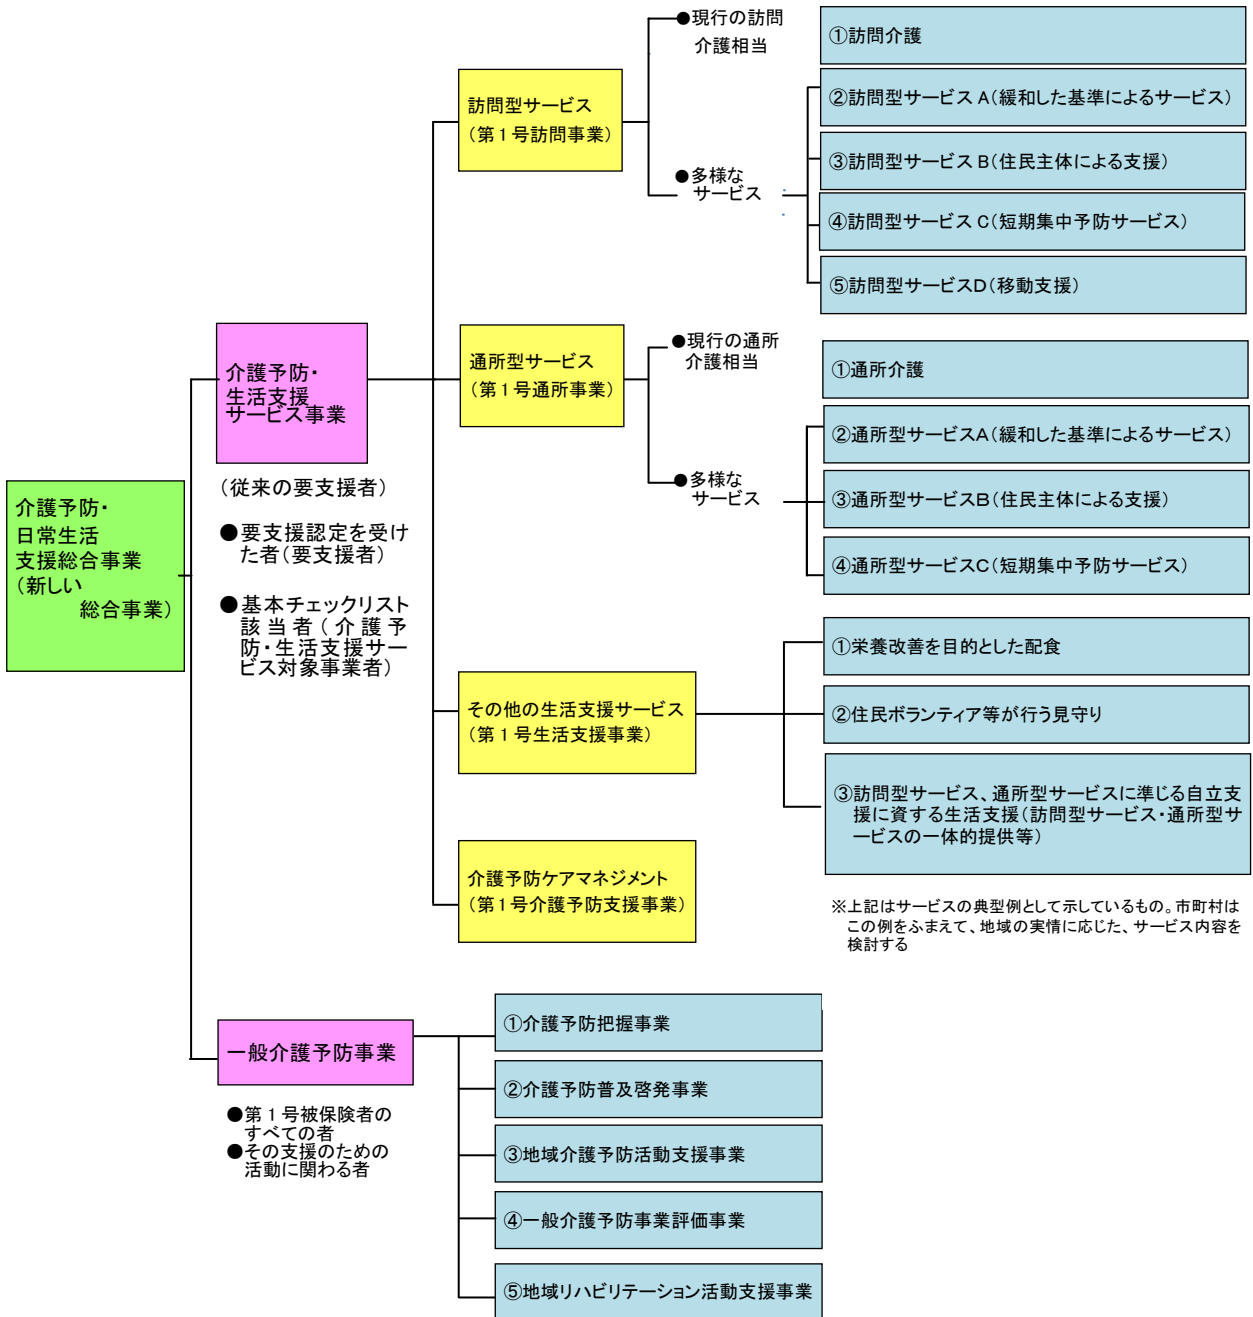 介護予防・
日常生活
支援総合事業
（新しい
総合事業）
介護予防・
生活支援
サービス事業
（従来の要支援者）
●要支援認定を受け
た者（要支援者）
●基本チェックリスト
該当者（介護予
防・生活支援サー
ビス対象事業者）
訪問型サービス
（第１号訪問事業）
●現行の訪問
介護相当
①訪問介護
●多様な
サービス
②訪問型サービス A（緩和した基準によるサービス）
③訪問型サービス B（住民主体による支援）
④訪問型サービス C（短期集中予防サービス）
⑤訪問型サービスD（移動支援）
通所型サービス
（第１号通所事業）
●現行の通所
介護相当
①通所介護
●多様な
サービス
②通所型サービスA（緩和した基準によるサービス）
③通所型サービスB（住民主体による支援）
④通所型サービスC（短期集中予防サービス）
その他の生活支援サービス
（第１号生活支援事業）
①栄養改善を目的とした配食
②住民ボランティア等が行う見守り
③訪問型サービス、通所型サービスに準じる自立支
援に資する生活支援（訪問型サービス・通所型サ
ービスの一体的提供等）
介護予防ケアマネジメント
（第１号介護予防支援事業）
※上記はサービスの典型例として示しているもの。市町村は
この例をふまえて、地域の実情に応じた、サービス内容を
検討する
一般介護予防事業
●第１号被保険者の
すべての者
●その支援のための
活動に関わる者
①介護予防把握事業
②介護予防普及啓発事業
③地域介護予防活動支援事業
④一般介護予防事業評価事業
⑤地域リハビリテーション活動支援事業